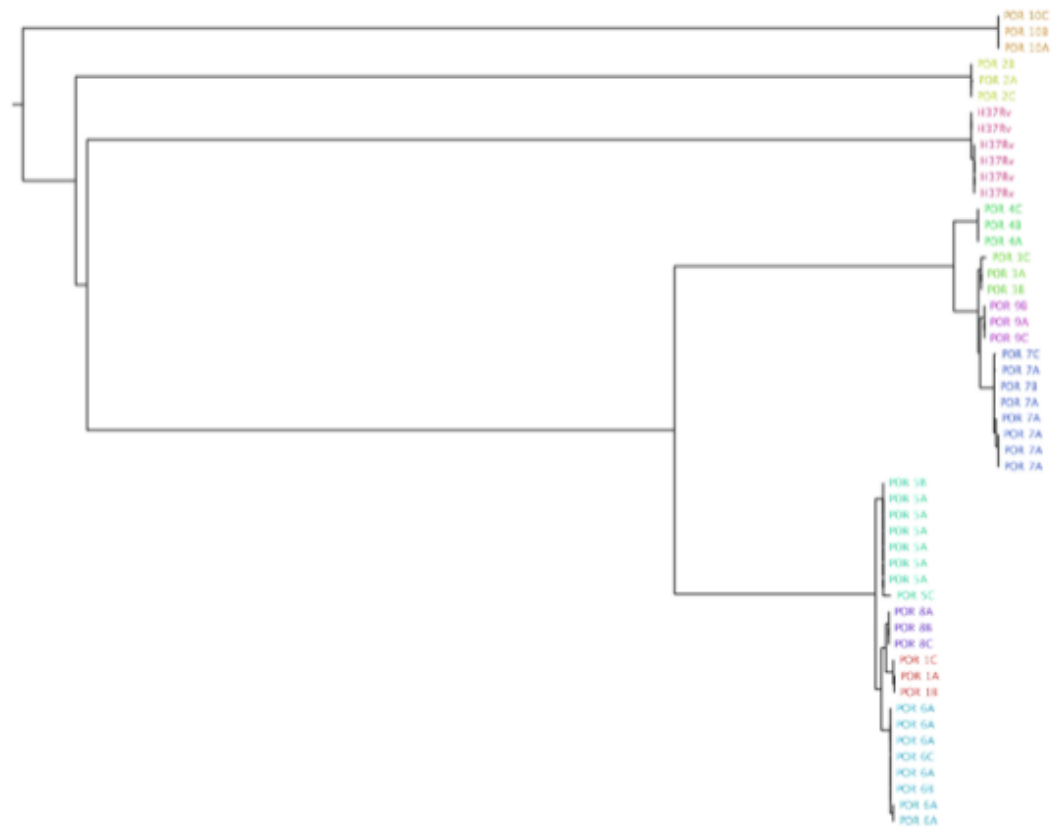 POR 10C
POR 10B
POR 10A
POR 2B
POR 2A
POR 2C
H37Rv
H37Rv
H37Rv
H37Rv
H37Rv
H37Rv
POR 4C
POR 4B
POR 4A
POR 3C
POR 3A
POR 3B
POR 9B
POR 9A
POR 9C
POR 7C
POR 7A
POR 7B
POR 7A
POR 7A
POR 7A
POR 7A
POR 7A
POR 5B
POR 5A
POR 5A
POR 5A
POR 5A
POR 5A
POR 5A
POR 5C
POR 8A
POR 8B
POR 8C
POR 1C
POR 1A
POR 1B
POR 6A
POR 6A
POR 6A
POR 6C
POR 6A
POR 6B
POR 6A
POR 6A